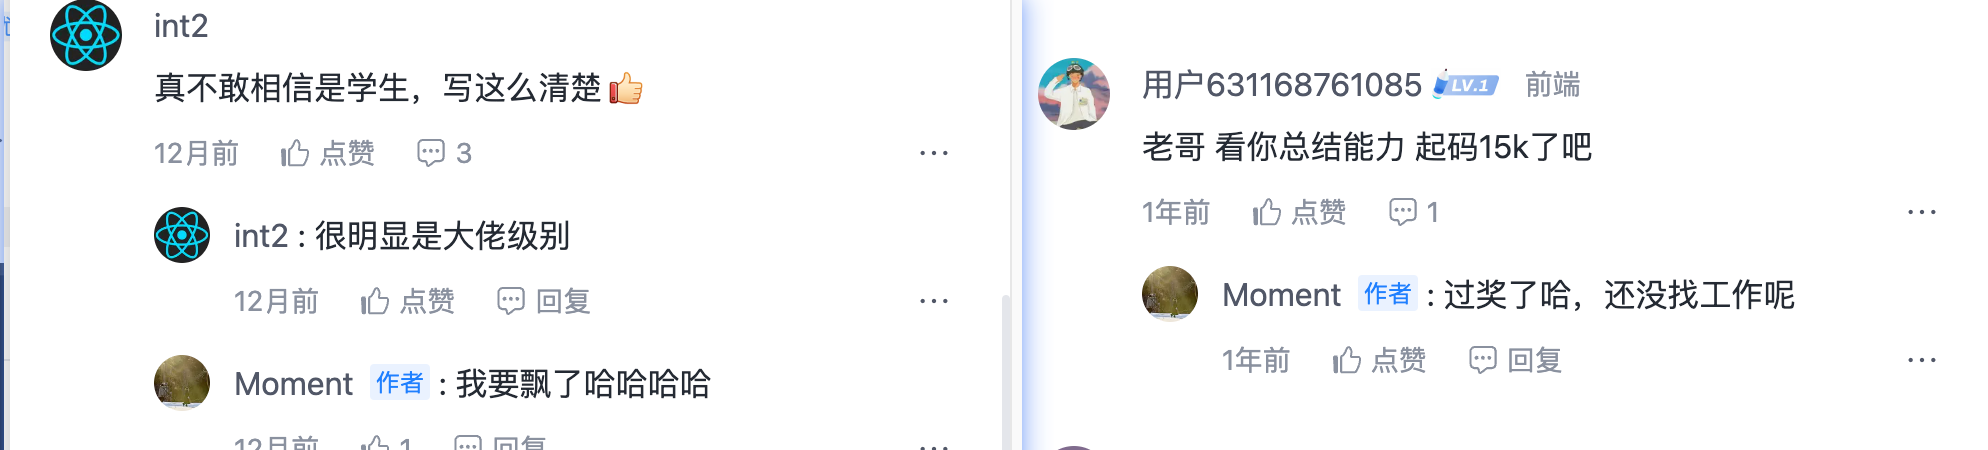 int2
真不敢相信是学生，写这么清楚👍
12月前 点赞 3
int2 : 很明显是大佬级别
12月前 点赞 回复
Moment 作者 : 我要飘了哈哈哈哈
12月前 1 回复
用户631168761085 LV.1 前端
老哥 看你总结能力 起码15k了吧
1年前 点赞 1
Moment 作者 : 过奖了哈，还没找工作呢
1年前 点赞 回复